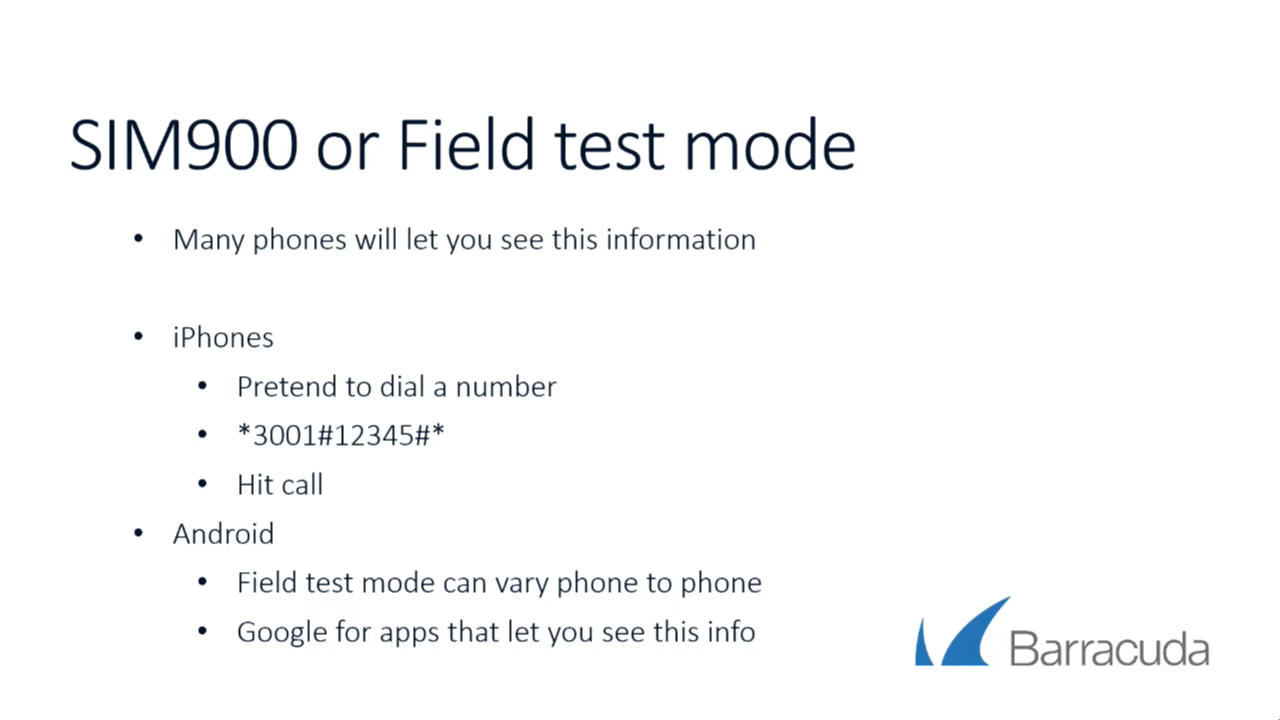 SIM900 or Field test mode
• Many phones will let you see this information
• iPhones
• Pretend to dial a number
• *3001#12345#*
• Hit call
• Android
• Field test mode can vary phone to phone
• Google for apps that let you see this info
Barracuda